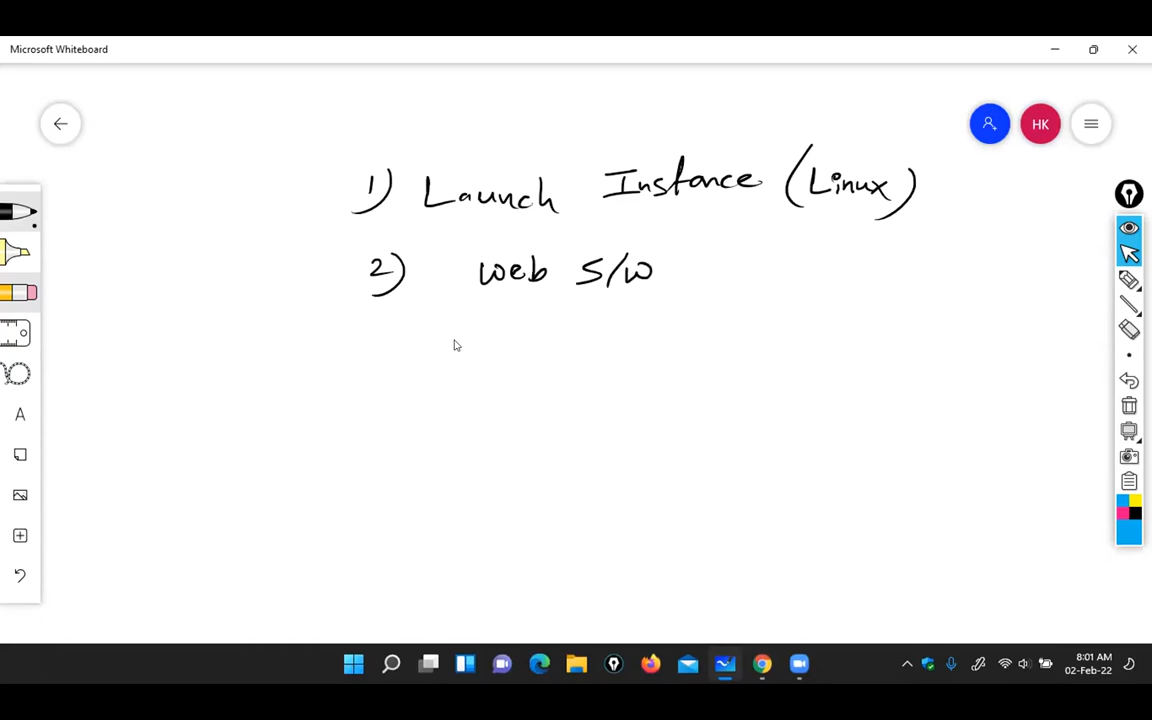 Microsoft Whiteboard
HK
1) Launch Instance (Linux)
2) Web S/W
A
8:01 AM
02-Feb-22